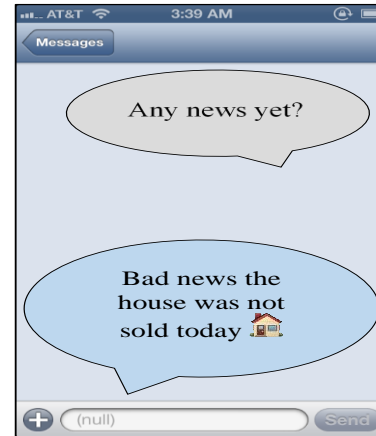 AT&T 3:39 AM
Messages
Any news yet?
Bad news the
house was not
sold today 🏠
(null) Send